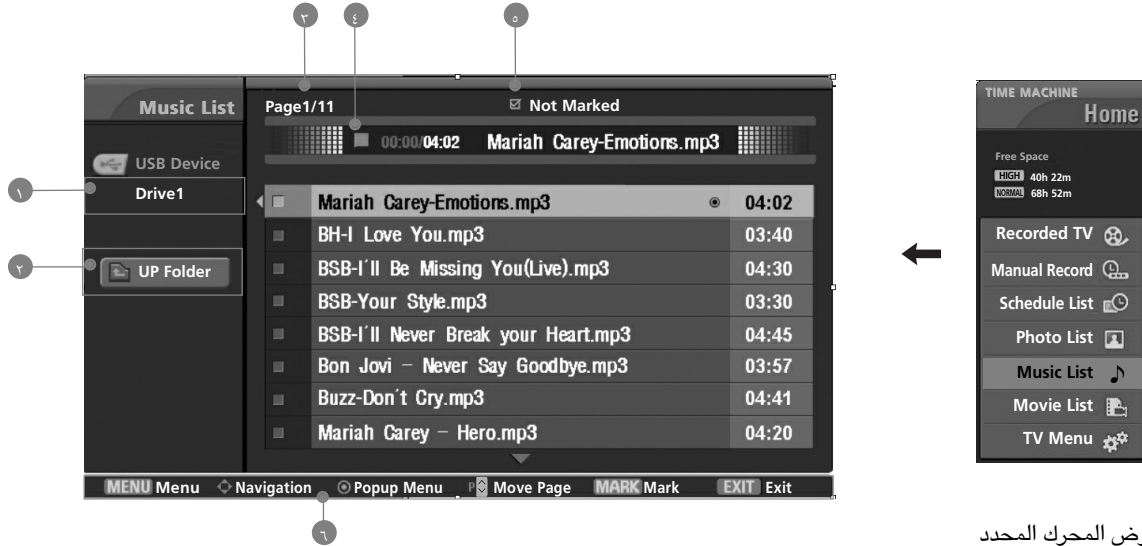 ٣ ٤ ٥
Music List
Page1/11
Not Marked
00:00/04:02 Mariah Carey-Emotions.mp3
USB Device
١
Drive1
٢
UP Folder
Mariah Carey-Emotions.mp3 04:02
BH-I Love You.mp3 03:40
BSB-I´ll Be Missing You(Live).mp3 04:30
BSB-Your Style.mp3 03:30
BSB-I´ll Never Break your Heart.mp3 04:45
Bon Jovi – Never Say Goodbye.mp3 03:57
Buzz-Don´t Cry.mp3 04:41
Mariah Carey – Hero.mp3 04:20
MENU Menu Navigation Popup Menu P Move Page MARK Mark EXIT Exit
٦
TIME MACHINE
Home
Free Space
HIGH 40h 22m
NORMAL 68h 52m
Recorded TV
Manual Record
Schedule List
Photo List
Music List
Movie List
TV Menu
المحرك المحدد